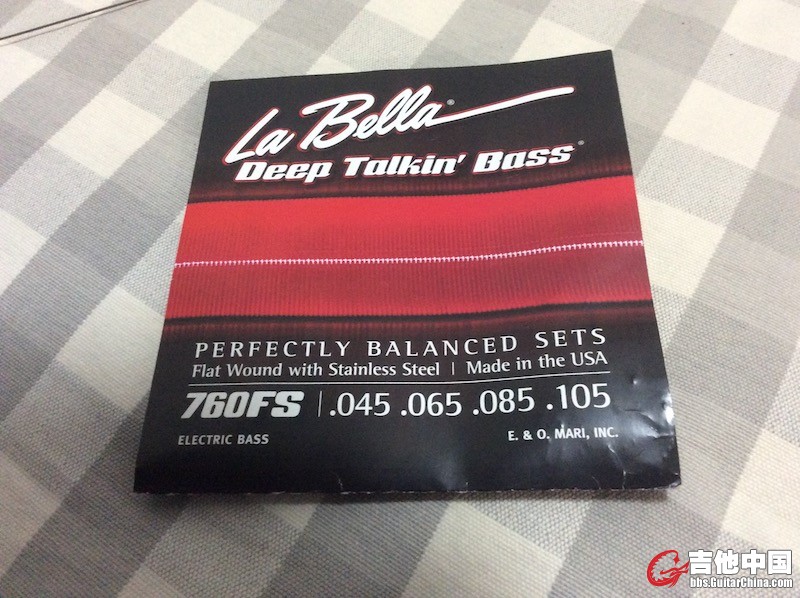 La Bella®
Deep Talkin' Bass®
PERFECTLY BALANCED SETS
Flat Wound with Stainless Steel | Made in the USA
760FS | .045 .065 .085 .105
ELECTRIC BASS
E. & O. MARI, INC.
吉他中国
bbs.GuitarChina.com